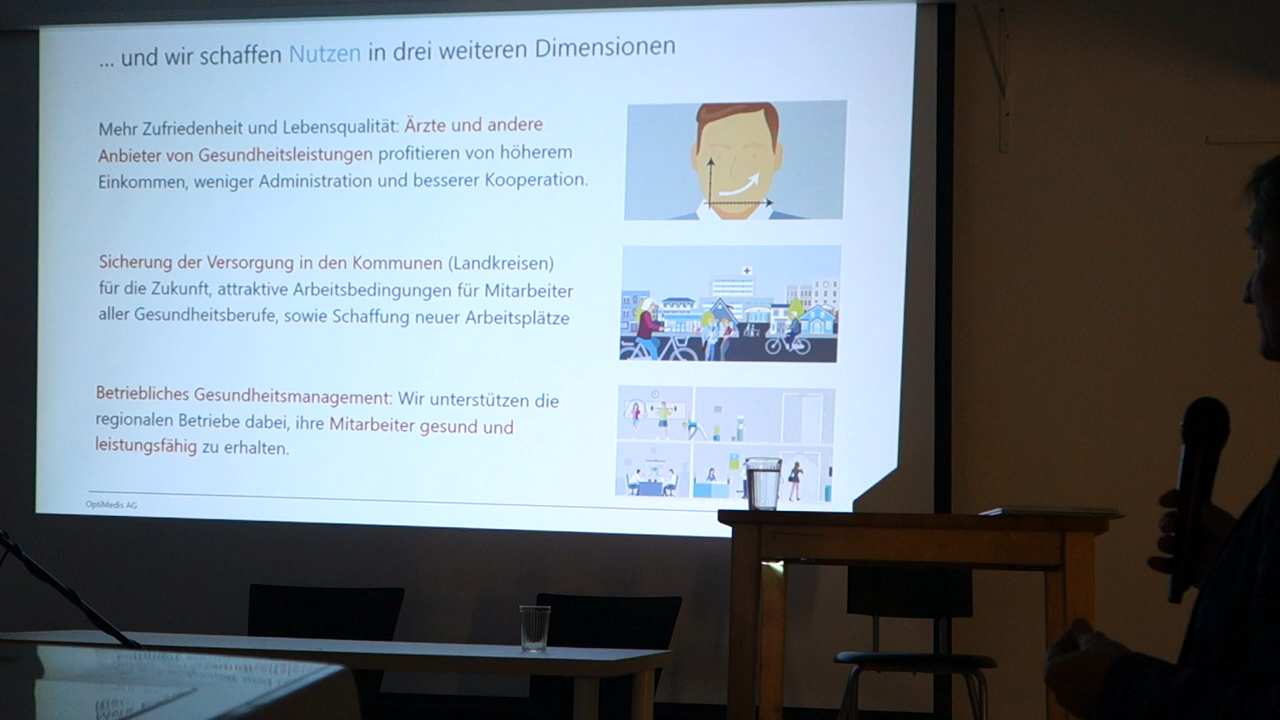 ... und wir schaffen Nutzen in drei weiteren Dimensionen
Mehr Zufriedenheit und Lebensqualität: Ärzte und andere
Anbieter von Gesundheitsleistungen profitieren von höherem
Einkommen, weniger Administration und besserer Kooperation.
Sicherung der Versorgung in den Kommunen (Landkreisen)
für die Zukunft, attraktive Arbeitsbedingungen für Mitarbeiter
aller Gesundheitsberufe, sowie Schaffung neuer Arbeitsplätze
Betriebliches Gesundheitsmanagement: Wir unterstützen die
regionalen Betriebe dabei, ihre Mitarbeiter gesund und
leistungsfähig zu erhalten.
OptiMedis AG